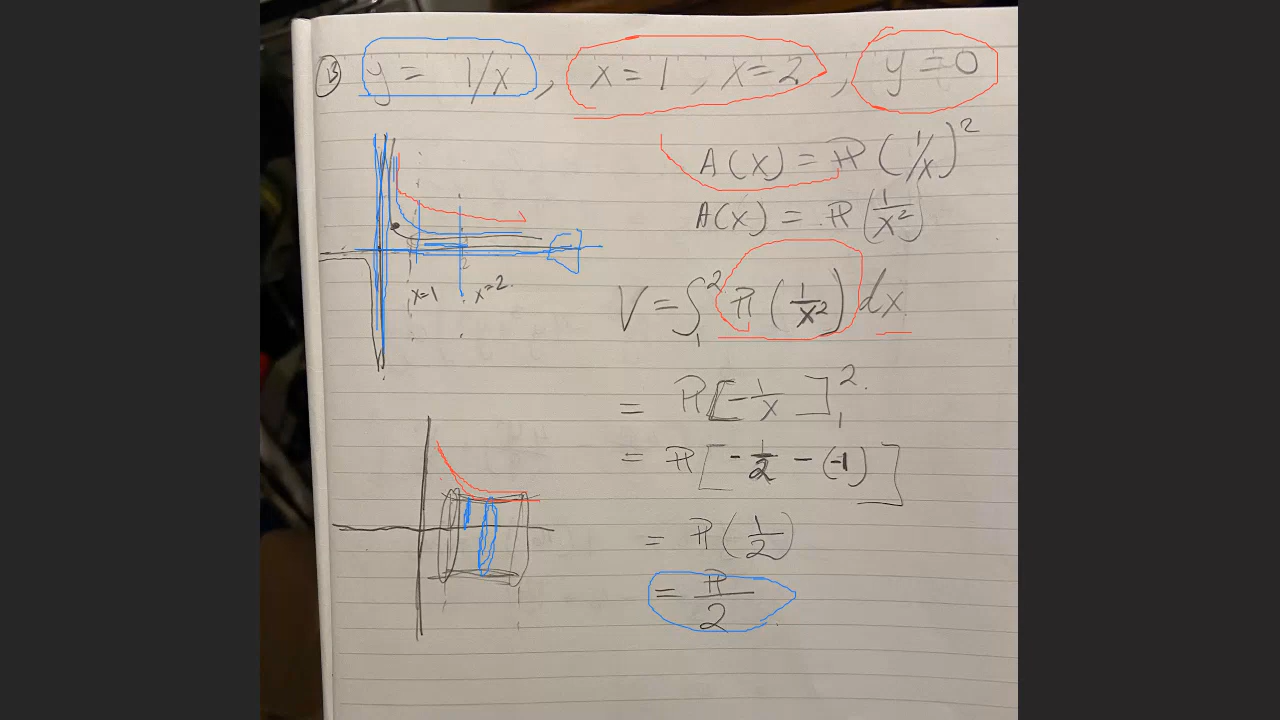 13 y = 1/x , x = 1 , x = 2 , y = 0
A(x) = π (1/x)²
A(x) = π (1/x²)
x=1 x=2
V = ∫₁² π (1/x²) dx
= π [-1/x]₁²
= π [-1/2 - (-1)]
= π (1/2)
= π/2